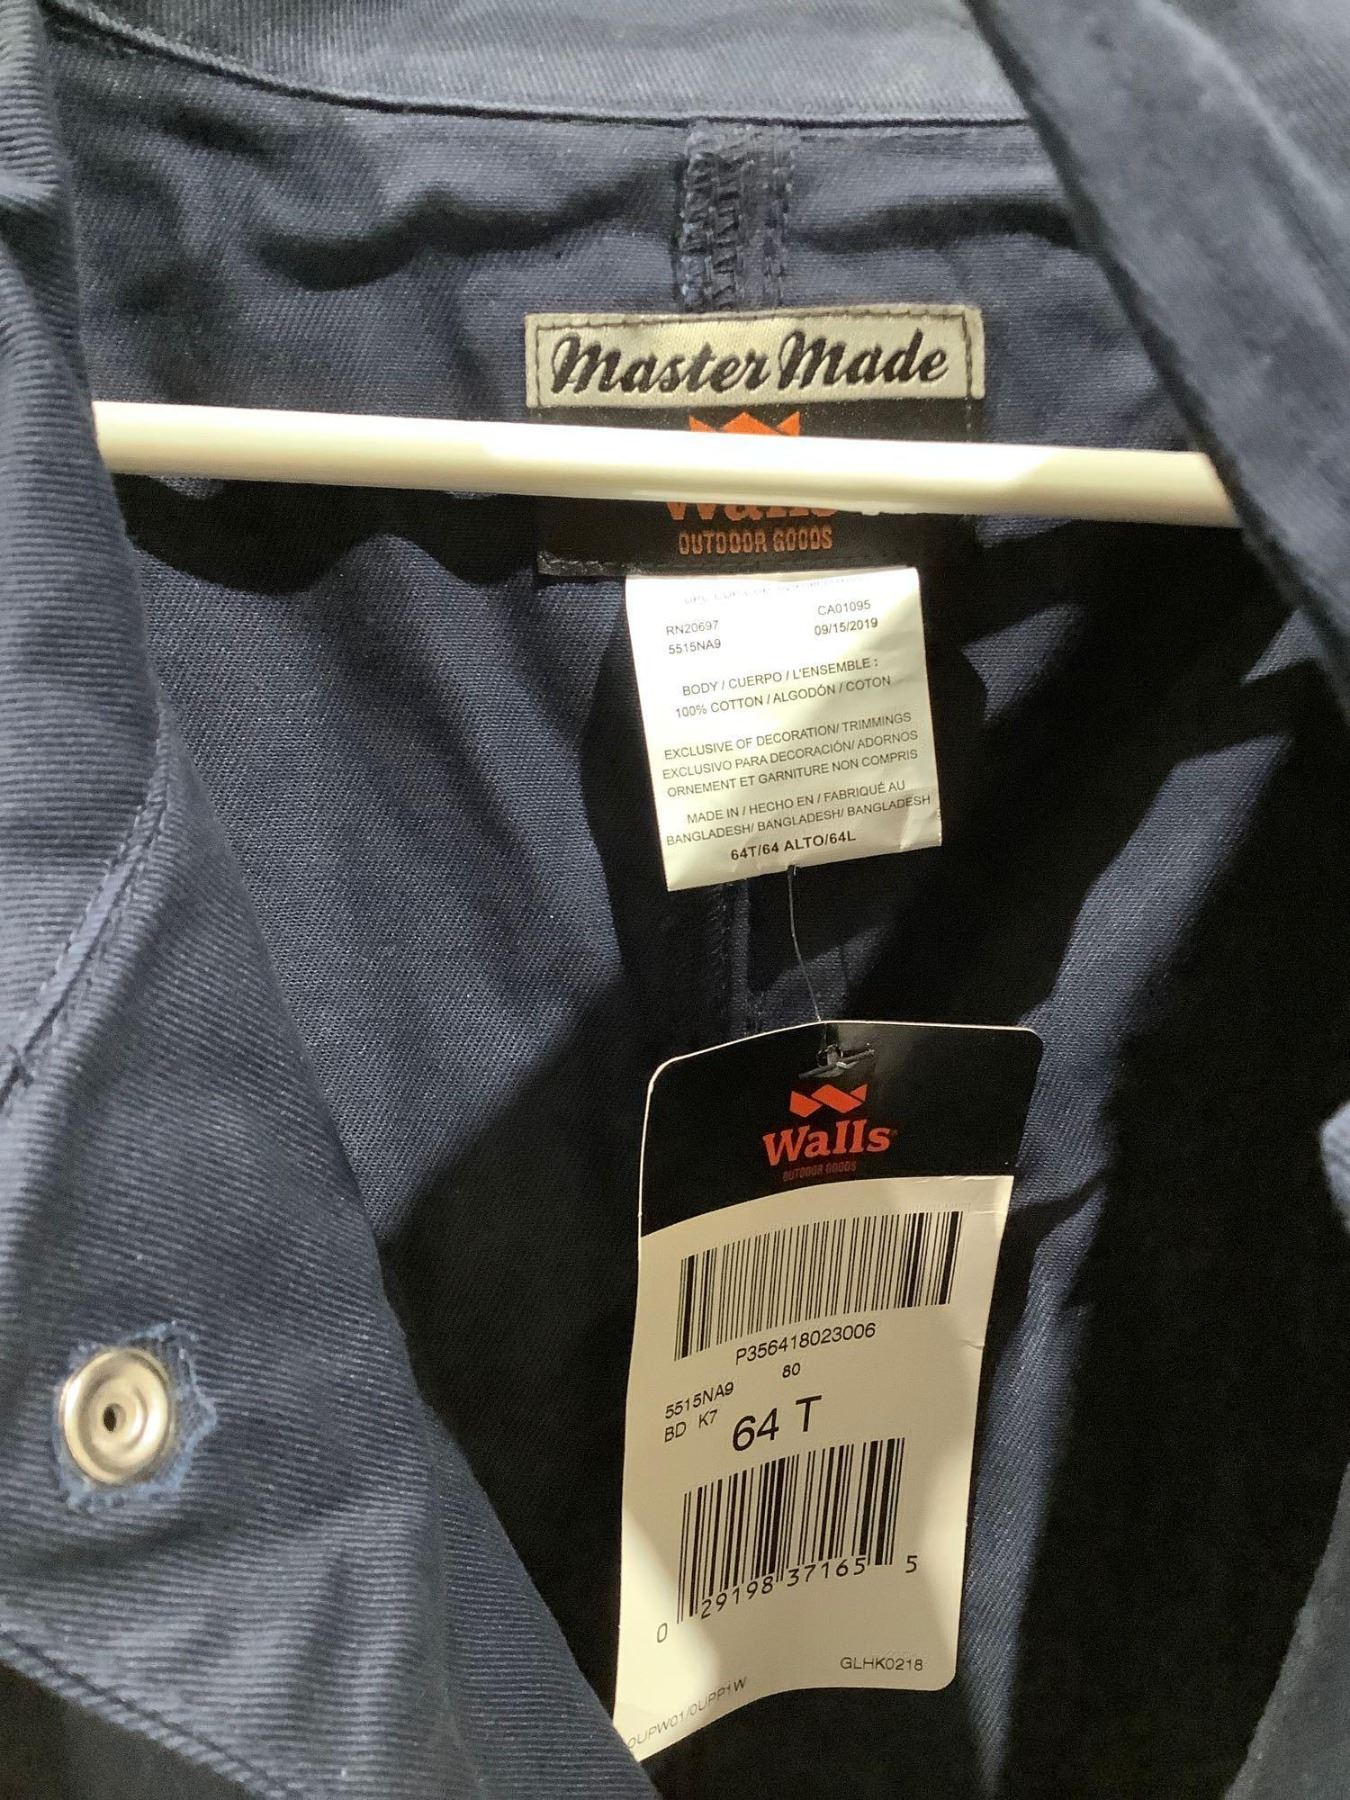 Master Made
Walls
OUTDOOR GOODS
RN20697 CA01095
5515NA9 09/15/2019
BODY / CUERPO / L'ENSEMBLE :
100% COTTON / ALGODÓN / COTON
EXCLUSIVE OF DECORATION/ TRIMMINGS
EXCLUSIVO PARA DECORACIÓN/ ADORNOS
ORNEMENT ET GARNITURE NON COMPRIS
MADE IN / HECHO EN / FABRIQUÉ AU
BANGLADESH/ BANGLADESH/ BANGLADESH
64T/64 ALTO/64L
Walls
OUTDOOR GOODS
P356418023006
5515NA9 80
BD K7 64 T
0 29198 37165 5
GLHK0218
0UPW01/0UPP1W